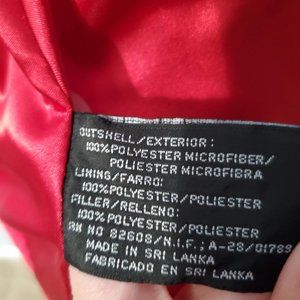 OUTSHELL/EXTERIOR:
100%POLYESTER MICROFIBER/
POLIESTER MICROFIBRA
LINING/FARRO:
100%POLYESTER/POLIESTER
FILLER/RELLENO:
100%POLYESTER/POLIESTER
RN NO 82608/N.I.F.;A-28/01789
MADE IN SRI LANKA
FABRICADO EN SRI LANKA